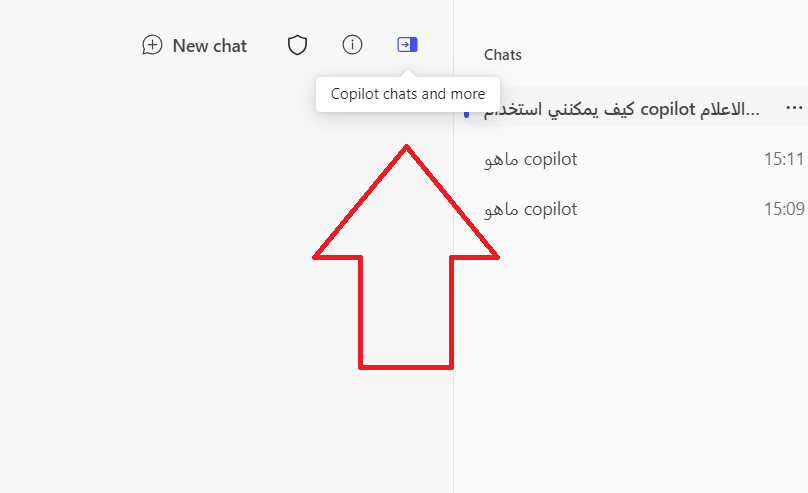 New chat
Copilot chats and more
Chats
كيف يمكنني استخدام copilot الاعلام...
ماهو copilot
15:11
ماهو copilot
15:09